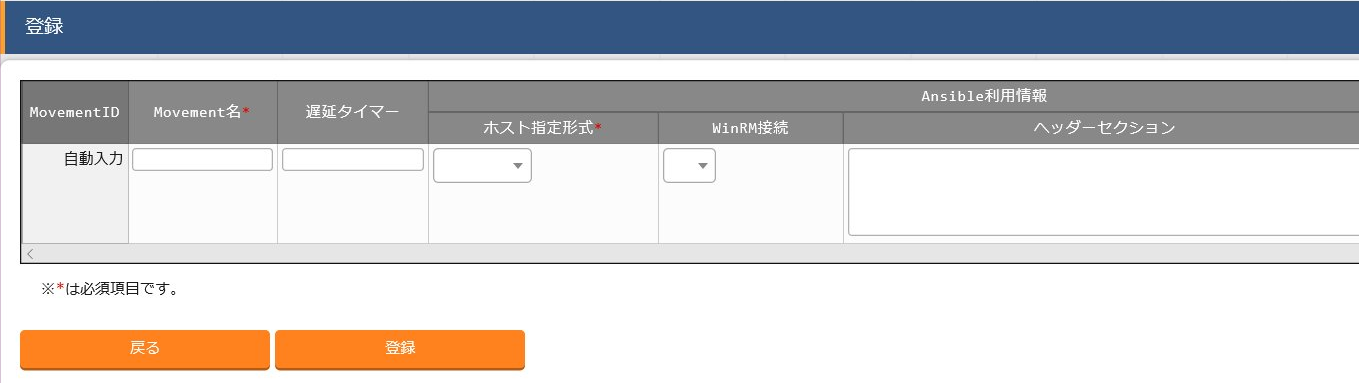 登録
Ansible利用情報
MovementID Movement名* 遅延タイマー
ホスト指定形式* WinRM接続 ヘッダーセクション
自動入力
※*は必須項目です。
戻る 登録